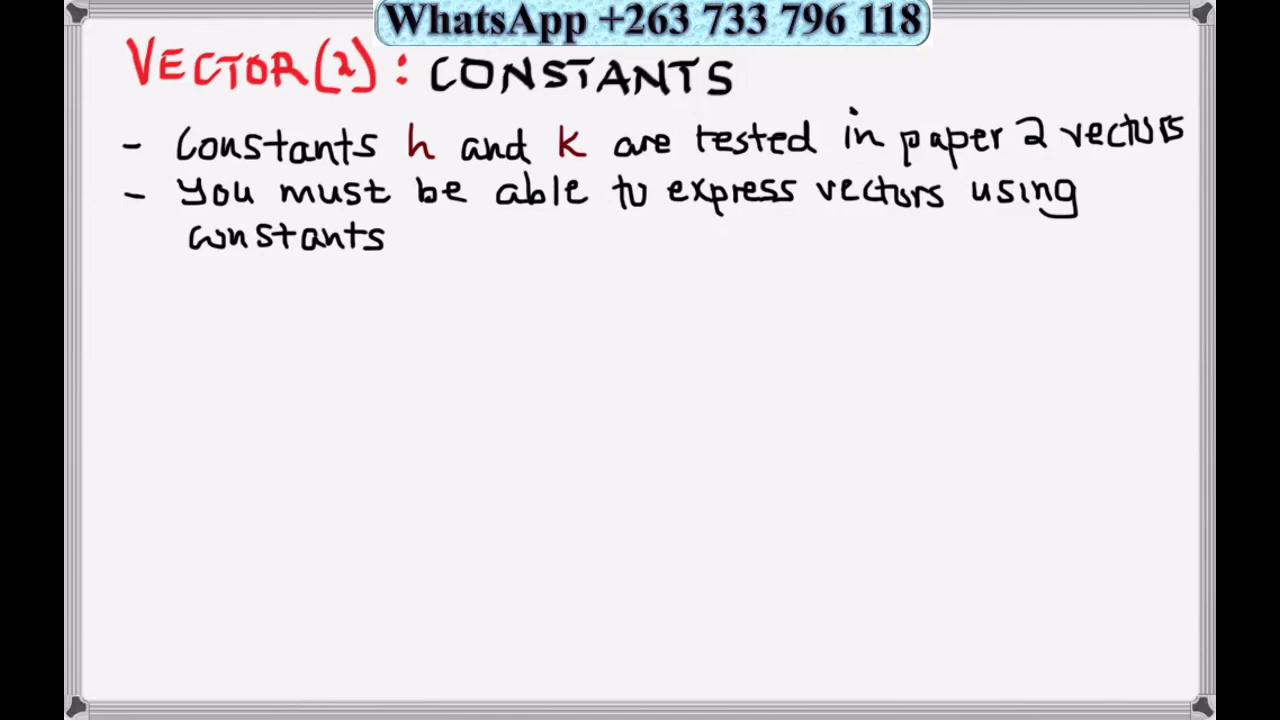 WhatsApp +263 733 796 118
VECTOR(2): CONSTANTS
- Constants h and k are tested in paper 2 vectors
- You must be able to express vectors using
constants